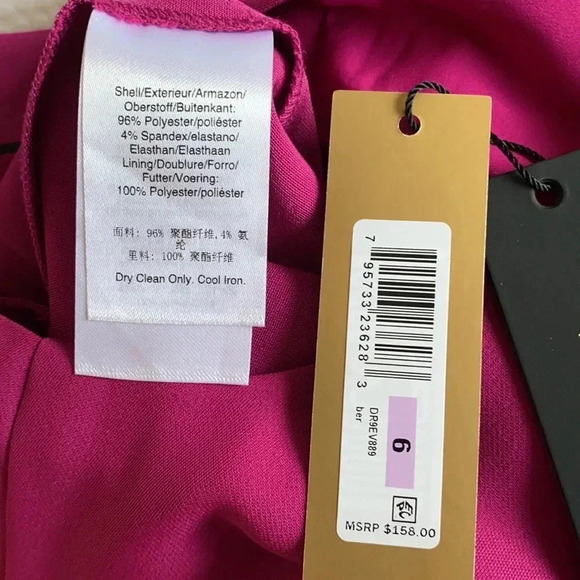 Shell/Exterieur/Armazon/
Oberstoff/Buitenkant:
96% Polyester/poliéster
4% Spandex/elastano/
Elasthan/Elasthaan
Lining/Doublure/Forro/
Futter/Voering:
100% Polyester/poliéster
面料: 96% 聚酯纤维,4% 氨
纶
里料: 100% 聚酯纤维
Dry Clean Only. Cool Iron.
7 95733 23628 3
DR9EV889
ber
6
MSRP $158.00